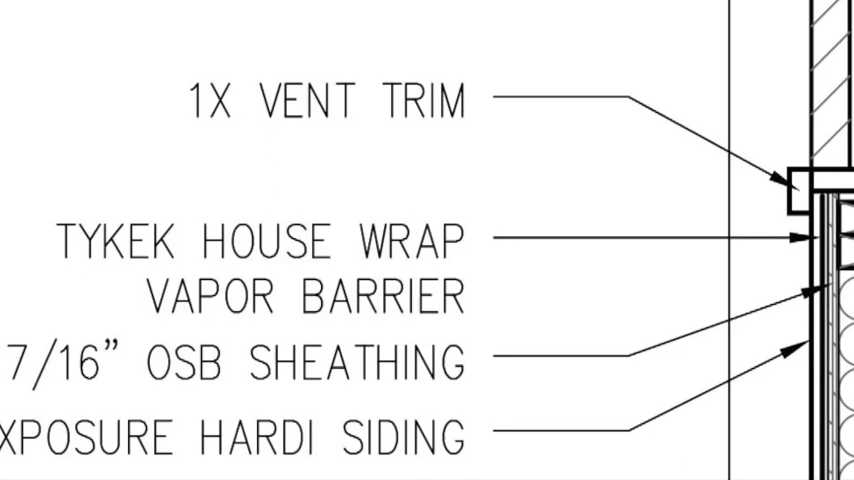 1X VENT TRIM
TYKEK HOUSE WRAP
VAPOR BARRIER
7/16” OSB SHEATHING
XPOSURE HARDI SIDING